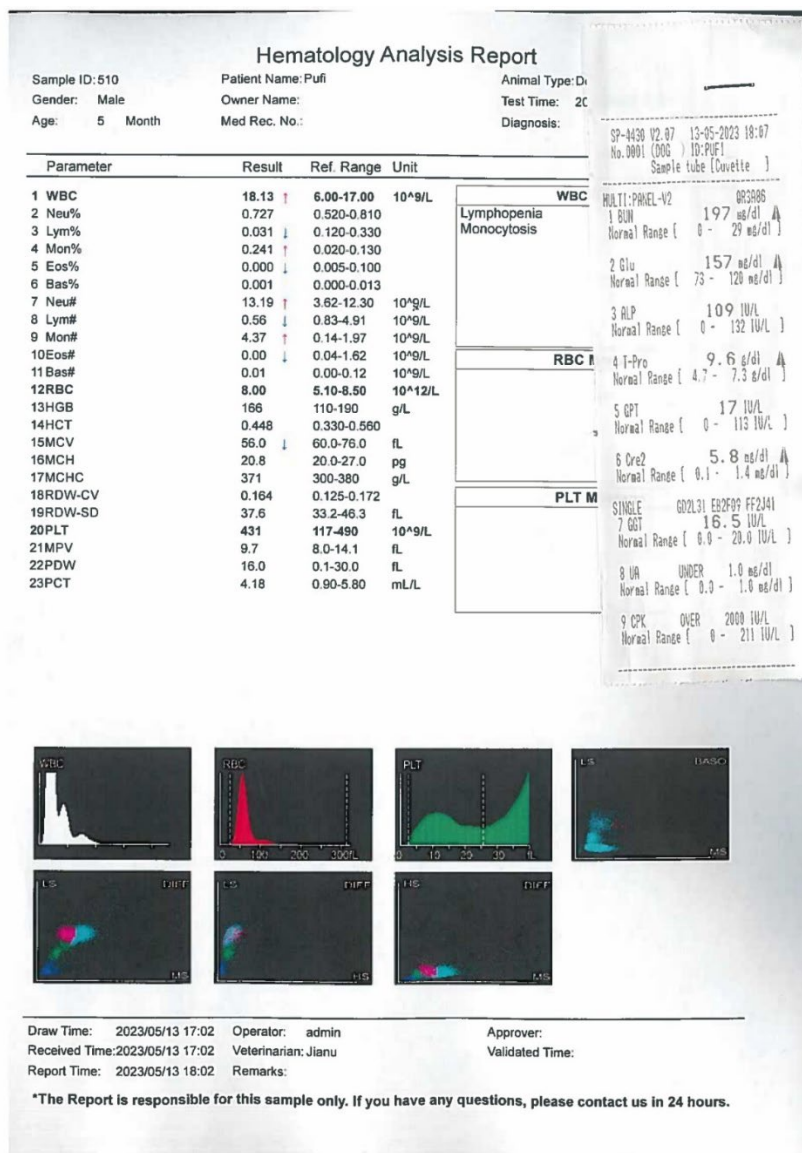 Hematology Analysis Report
Sample ID:510 Patient Name:Pufi Animal Type:
Gender: Male Owner Name: Test Time:
Age: 5 Month Med Rec. No.: Diagnosis:
Parameter Result Ref. Range Unit
1 WBC 18.13 ↑ 6.00-17.00 10^9/L
2 Neu% 0.727 0.520-0.810
3 Lym% 0.031 ↓ 0.120-0.330
4 Mon% 0.241 ↑ 0.020-0.130
5 Eos% 0.000 ↓ 0.005-0.100
6 Bas% 0.001 0.000-0.013
7 Neu# 13.19 ↑ 3.62-12.30 10^9/L
8 Lym# 0.56 ↓ 0.83-4.91 10^9/L
9 Mon# 4.37 ↑ 0.14-1.97 10^9/L
10Eos# 0.00 ↓ 0.04-1.62 10^9/L
11Bas# 0.01 0.00-0.12 10^9/L
12RBC 8.00 5.10-8.50 10^12/L
13HGB 166 110-190 g/L
14HCT 0.448 0.330-0.560
15MCV 56.0 ↓ 60.0-76.0 fL
16MCH 20.8 20.0-27.0 pg
17MCHC 371 300-380 g/L
18RDW-CV 0.164 0.125-0.172
19RDW-SD 37.6 33.2-46.3 fL
20PLT 431 117-490 10^9/L
21MPV 9.7 8.0-14.1 fL
22PDW 16.0 0.1-30.0 fL
23PCT 4.18 0.90-5.80 mL/L
WBC
Lymphopenia
Monocytosis
RBC
PLT
SP-4430 V2.07 13-05-2023 18:07
No.0001 (DOG ) ID:PUFI
Sample tube [Cuvette ]
MULTI:PANEL-V2
1 BUN 197 mg/dl
Normal Range [ 0 - 29 mg/dl ]
2 Glu 157 mg/dl
Normal Range [ 73 - 120 mg/dl ]
3 ALP 109 IU/L
Normal Range [ 0 - 132 IU/L ]
4 T-Pro 9.6 g/dl
Normal Range [ 4.7 - 7.3 g/dl ]
5 GPT 17 IU/L
Normal Range [ 0 - 113 IU/L ]
6 Cre2 5.8 mg/dl
Normal Range [ 0.1 - 1.4 mg/dl ]
SINGLE GD2L31 EB2F09 FF2J41
7 GGT 16.5 IU/L
Normal Range [ 0.0 - 20.0 IU/L ]
8 UA UNDER 1.0 mg/dl
Normal Range [ 0.0 - 1.0 mg/dl ]
9 CPK OVER 2000 IU/L
Normal Range [ 0 - 211 IU/L ]
WBC
RBC
0 100 200 300fL
PLT
0 10 20 30 fL
LS BASO
MS
LS DIFF
MS
LS DIFF
HS
HS DIFF
MS
Draw Time: 2023/05/13 17:02 Operator: admin Approver:
Received Time:2023/05/13 17:02 Veterinarian:Jianu Validated Time:
Report Time: 2023/05/13 18:02 Remarks:
*The Report is responsible for this sample only. If you have any questions, please contact us in 24 hours.